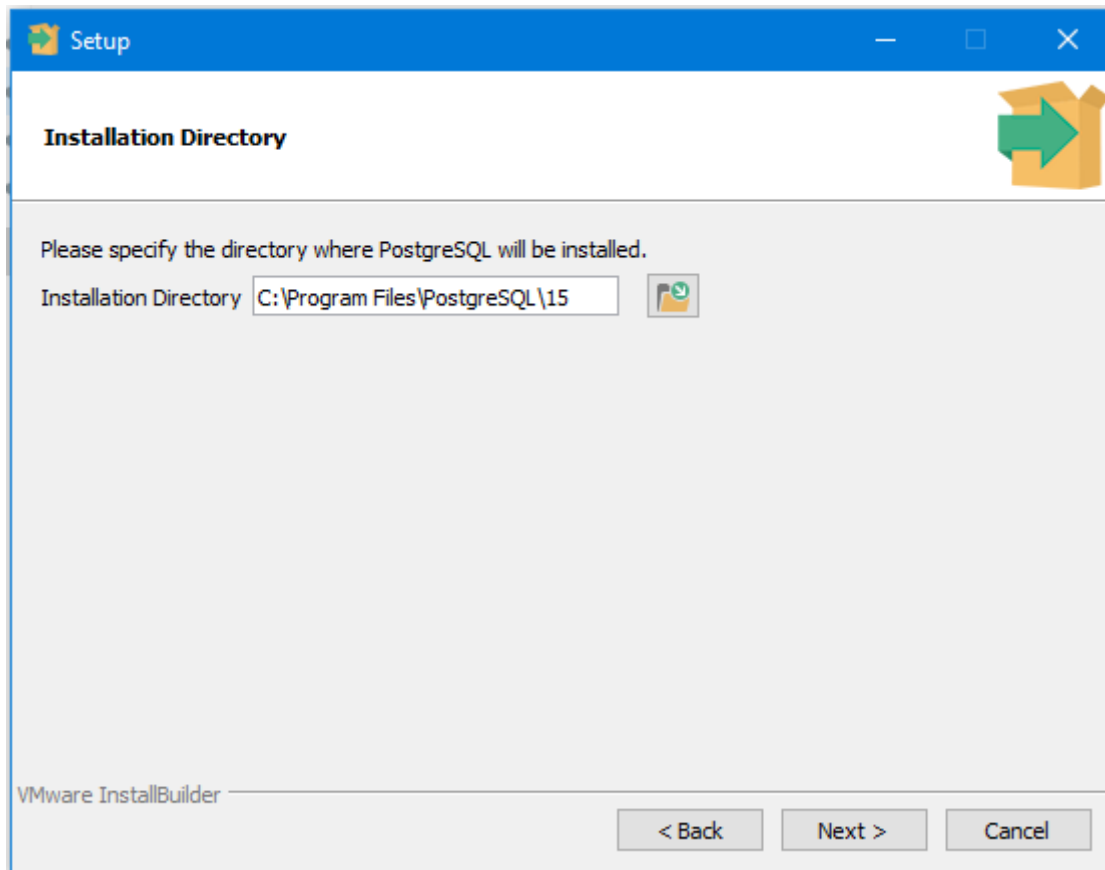 Setup
Installation Directory
Please specify the directory where PostgreSQL will be installed.
Installation Directory C:\Program Files\PostgreSQL\15
VMware InstallBuilder
< Back Next > Cancel